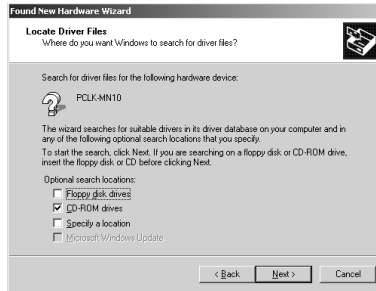 Found New Hardware Wizard
Locate Driver Files
Where do you want Windows to search for driver files?
Search for driver files for the following hardware device:
PCLK-MN10
The wizard searches for suitable drivers in its driver database on your computer and in
any of the following optional search locations that you specify.
To start the search, click Next. If you are searching on a floppy disk or CD-ROM drive,
insert the floppy disk or CD before clicking Next.
Optional search locations:
Floppy disk drives
CD-ROM drives
Specify a location
Microsoft Windows Update
< Back Next > Cancel